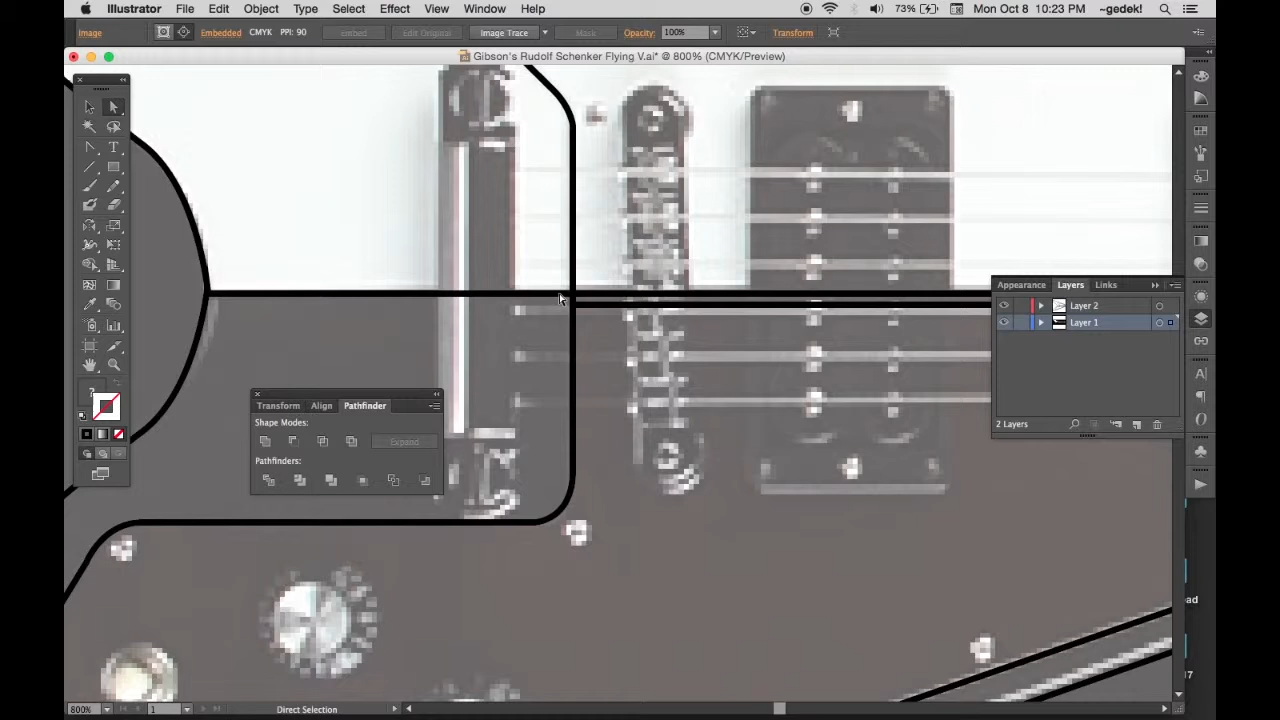 Illustrator File Edit Object Type Select Effect View Window Help 73% Mon Oct 8 10:23 PM ~gedek!
Image Embedded CMYK PPI: 90 Embed Edit Original Image Trace Mask Opacity: 100% Transform
Gibson's Rudolf Schenker Flying V.ai* @ 800% (CMYK/Preview)
Appearance Layers Links
Layer 2
Layer 1
2 Layers
Transform Align Pathfinder
Shape Modes:
Expand
Pathfinders:
ead
17
800% 1 Direct Selection